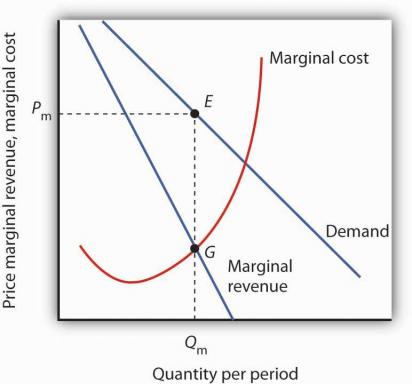 Price marginal revenue, marginal cost
Marginal cost
E
Pm
Demand
G
Marginal
revenue
Qm
Quantity per period